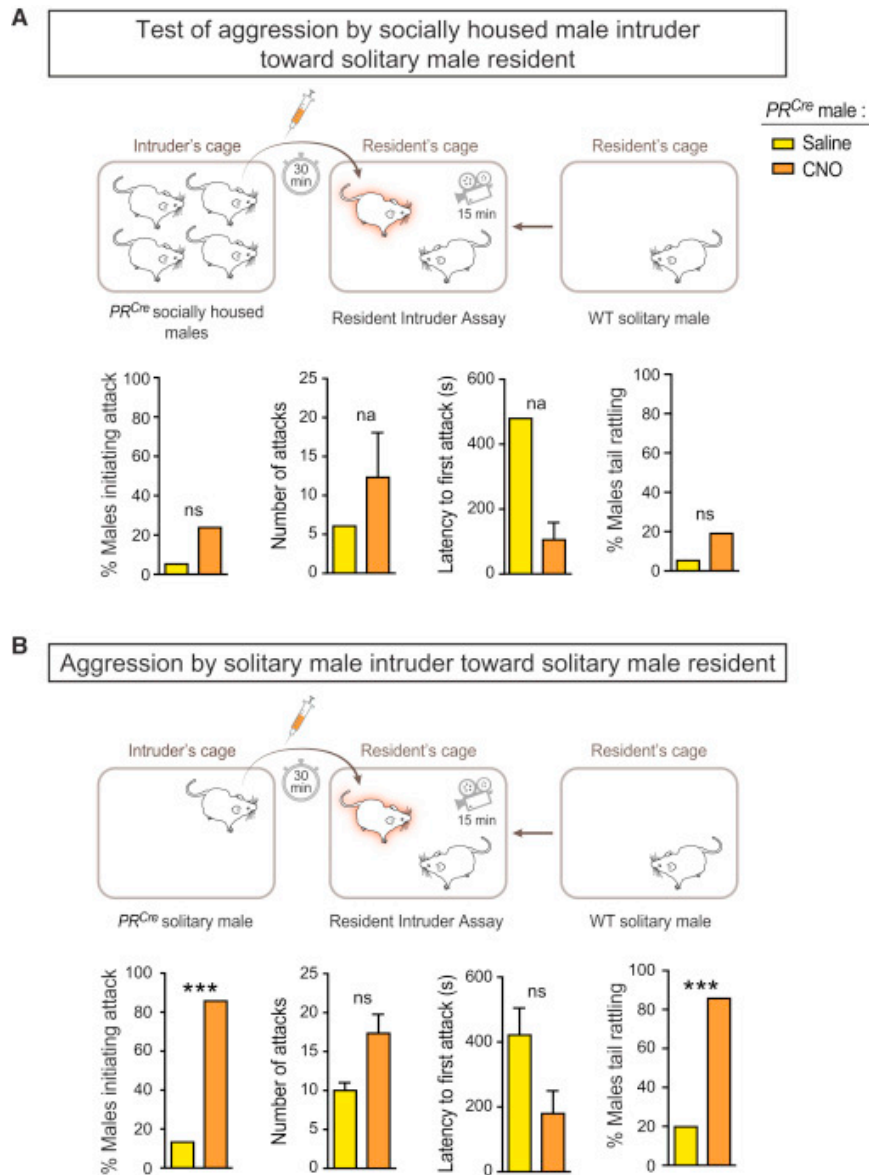 A
Test of aggression by socially housed male intruder
toward solitary male resident
PRCre male :
Saline
CNO
Intruder's cage
30
min
Resident's cage
15 min
Resident's cage
PRCre socially housed
males
Resident Intruder Assay
WT solitary male
% Males initiating attack
100
80
60
40
20
0
ns
Number of attacks
25
20
15
10
5
0
na
Latency to first attack (s)
600
400
200
0
na
% Males tail rattling
100
80
60
40
20
0
ns
B
Aggression by solitary male intruder toward solitary male resident
Intruder's cage
30
min
Resident's cage
15 min
Resident's cage
PRCre solitary male
Resident Intruder Assay
WT solitary male
% Males initiating attack
100
80
60
40
20
0
***
Number of attacks
25
20
15
10
5
0
ns
Latency to first attack (s)
600
400
200
0
ns
% Males tail rattling
100
80
60
40
20
0
***